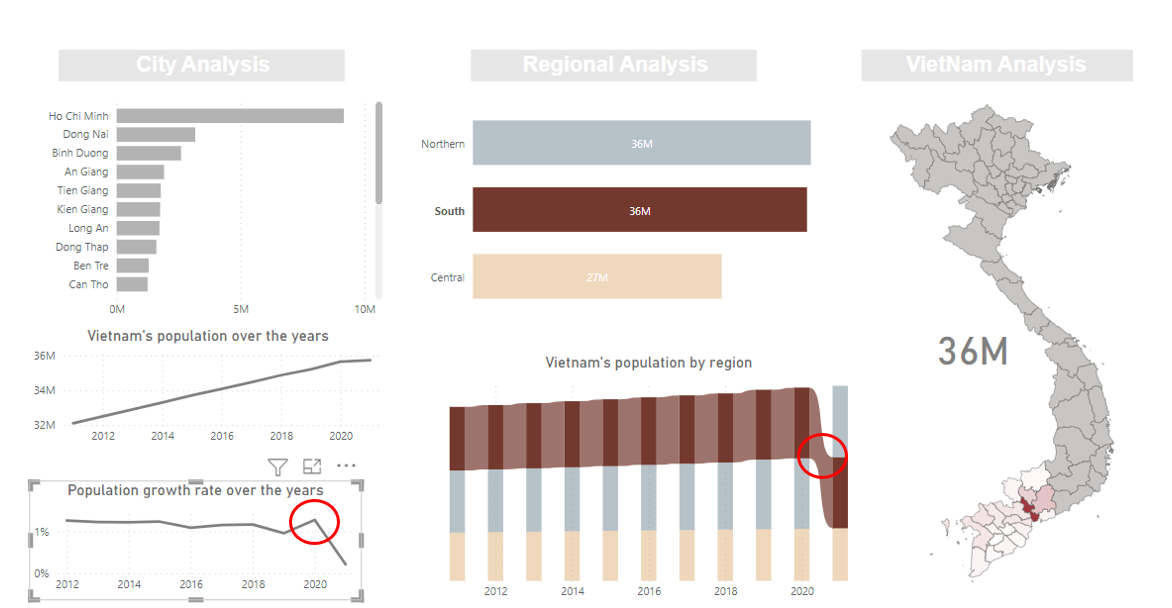 City Analysis
Regional Analysis
VietNam Analysis
Ho Chi Minh
Dong Nai
Binh Duong
An Giang
Tien Giang
Kien Giang
Long An
Dong Thap
Ben Tre
Can Tho
0M 5M 10M
Northern 36M
South 36M
Central 27M
36M
Vietnam's population over the years
36M
34M
32M
2012 2014 2016 2018 2020
Population growth rate over the years
1%
0%
2012 2014 2016 2018 2020
Vietnam's population by region
2012 2014 2016 2018 2020